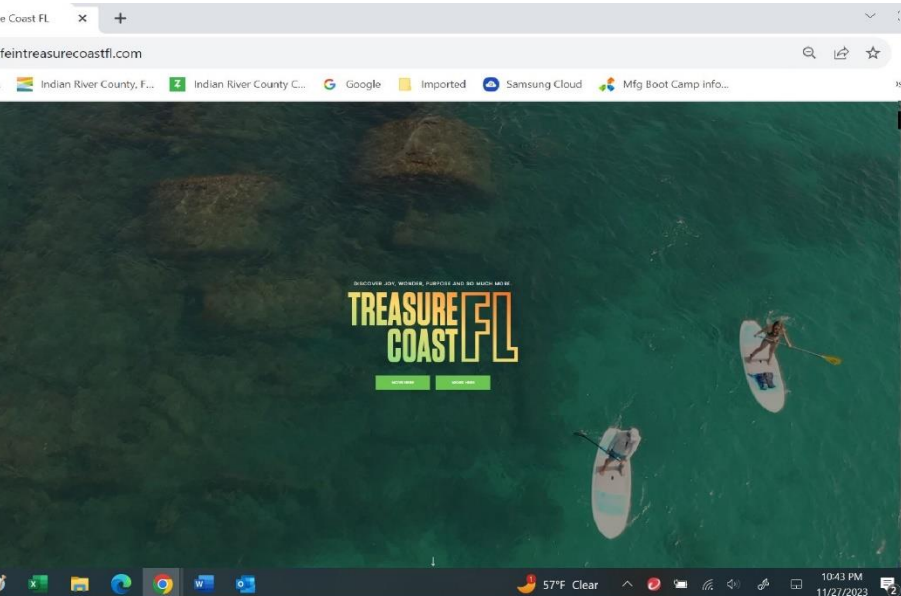 e Coast FL
feintreasurecoastfl.com
Indian River County, F... Indian River County C... Google Imported Samsung Cloud Mfg Boot Camp info...
DISCOVER JOY, WONDER, PURPOSE AND SO MUCH MORE.
TREASURE
COAST FL
57°F Clear
10:43 PM
11/27/2023
2